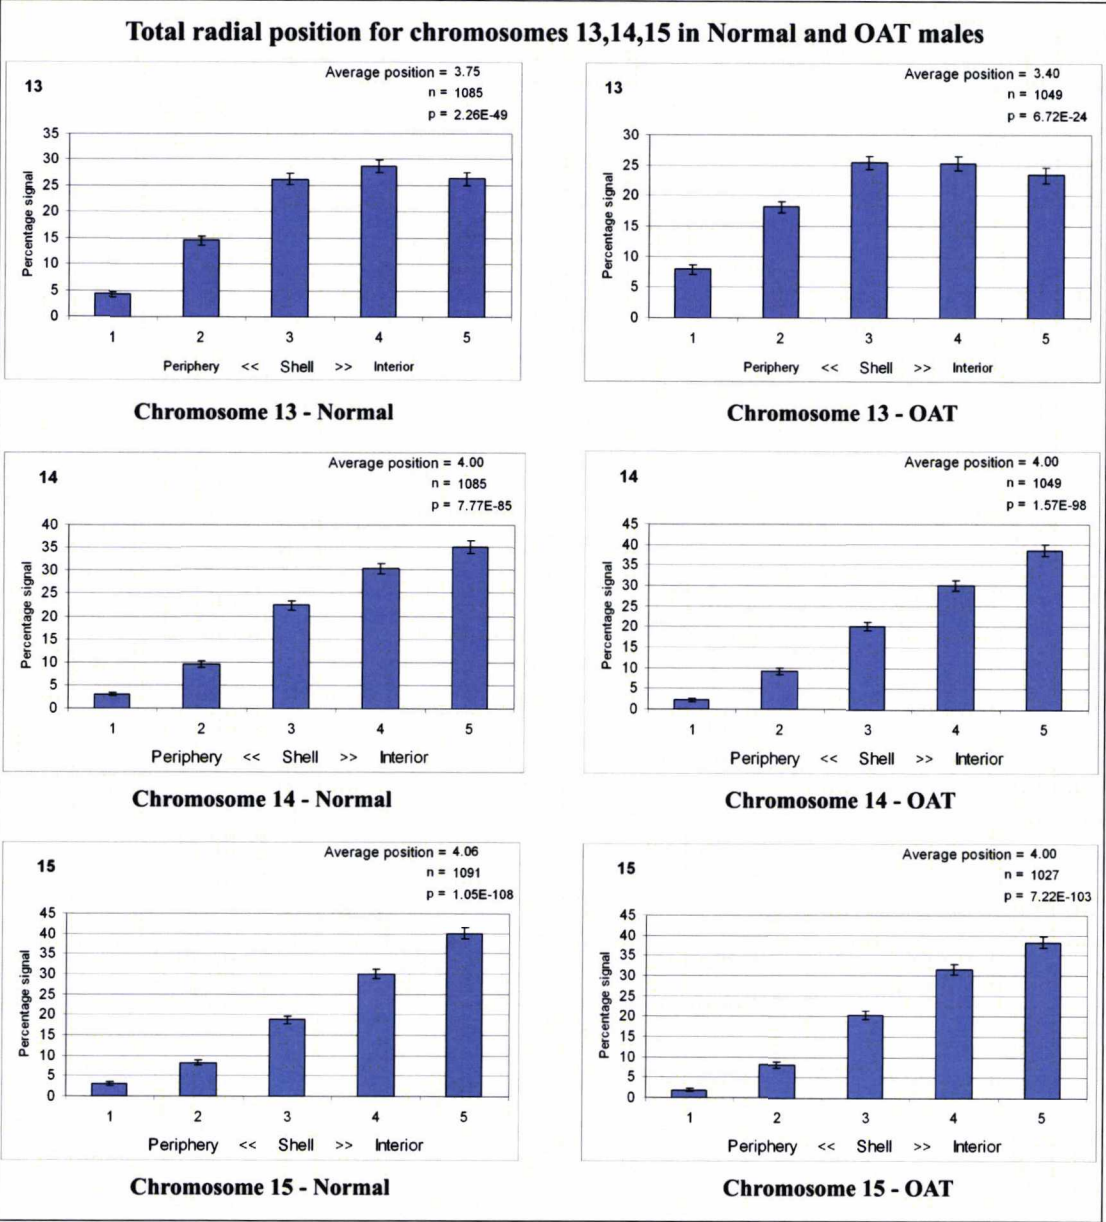 Total radial position for chromosomes 13,14,15 in Normal and OAT males
13
Average position = 3.75
n = 1085
p = 2.26E-49
Percentage signal
35
30
25
20
15
10
5
0
1 2 3 4 5
Periphery << Shell >> Interior
Chromosome 13 - Normal
13
Average position = 3.40
n = 1049
p = 6.72E-24
Percentage signal
30
25
20
15
10
5
0
1 2 3 4 5
Periphery << Shell >> Interior
Chromosome 13 - OAT
14
Average position = 4.00
n = 1085
p = 7.77E-85
Percentage signal
40
35
30
25
20
15
10
5
0
1 2 3 4 5
Periphery << Shell >> Interior
Chromosome 14 - Normal
14
Average position = 4.00
n = 1049
p = 1.57E-98
Percentage signal
45
40
35
30
25
20
15
10
5
0
1 2 3 4 5
Periphery << Shell >> Interior
Chromosome 14 - OAT
15
Average position = 4.06
n = 1091
p = 1.05E-108
Percentage signal
45
40
35
30
25
20
15
10
5
0
1 2 3 4 5
Periphery << Shell >> Interior
Chromosome 15 - Normal
15
Average position = 4.00
n = 1027
p = 7.22E-103
Percentage signal
45
40
35
30
25
20
15
10
5
0
1 2 3 4 5
Periphery << Shell >> Interior
Chromosome 15 - OAT